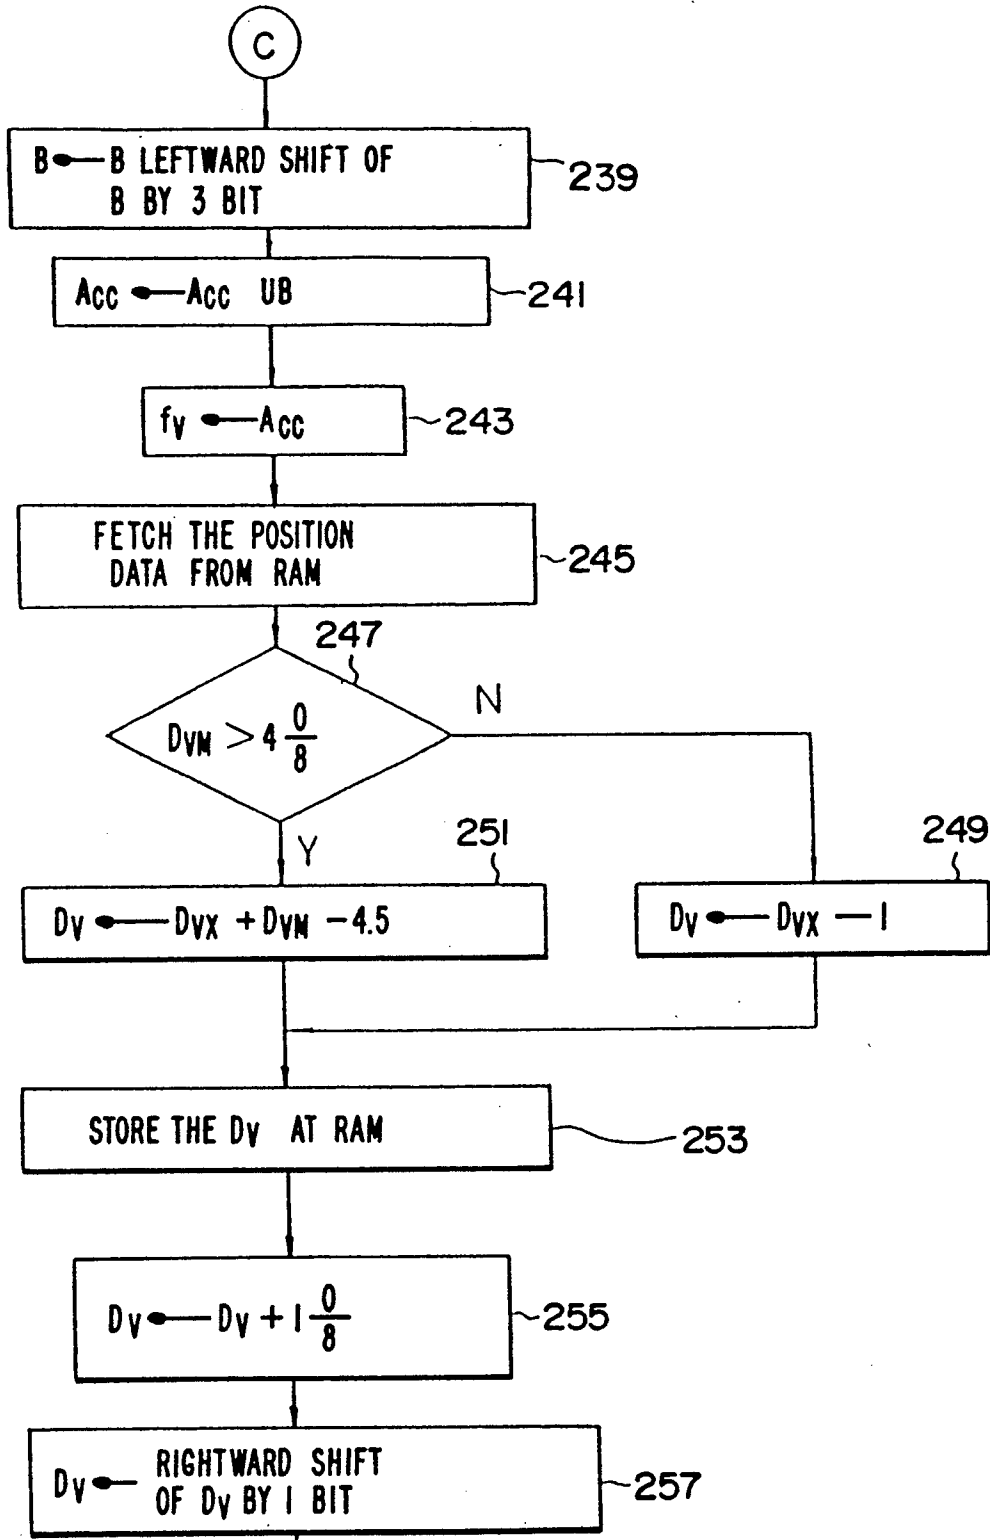 C
B ← B LEFTWARD SHIFT OF
B BY 3 BIT
239
ACC ← ACC UB
241
fV ← ACC
243
FETCH THE POSITION
DATA FROM RAM
245
247
DVM > 4 0/8
N
Y
251
249
DV ← DVX + DVM - 4.5
DV ← DVX — 1
STORE THE DV AT RAM
253
DV ← DV + 1 0/8
255
DV ← RIGHTWARD SHIFT
OF DV BY 1 BIT
257